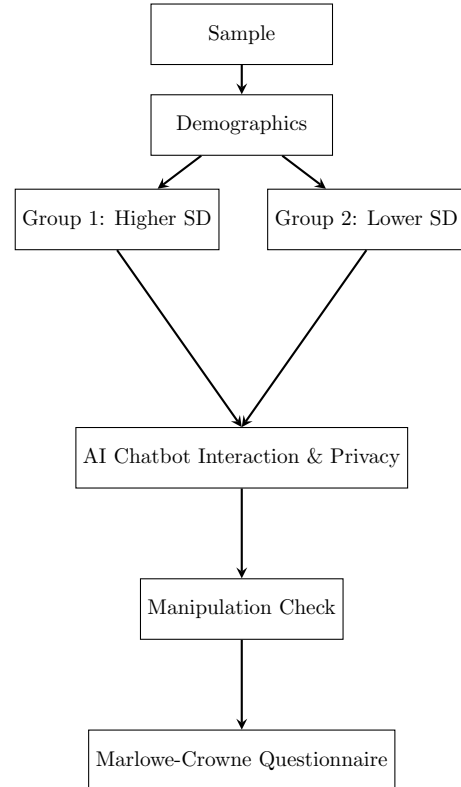 Sample
Demographics
Group 1: Higher SD
Group 2: Lower SD
AI Chatbot Interaction & Privacy
Manipulation Check
Marlowe-Crowne Questionnaire